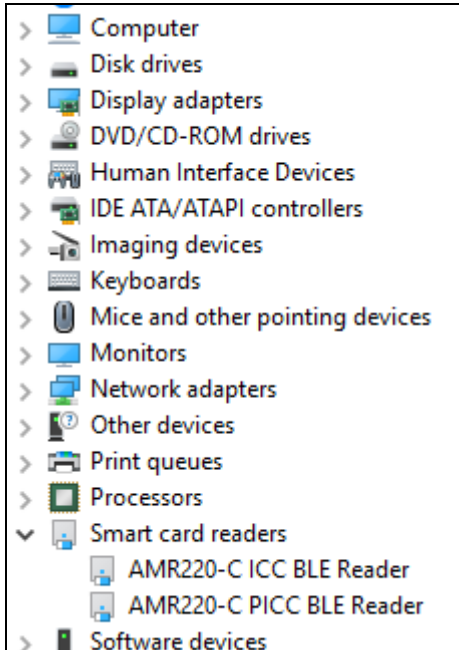 Computer
Disk drives
Display adapters
DVD/CD-ROM drives
Human Interface Devices
IDE ATA/ATAPI controllers
Imaging devices
Keyboards
Mice and other pointing devices
Monitors
Network adapters
Other devices
Print queues
Processors
Smart card readers
AMR220-C ICC BLE Reader
AMR220-C PICC BLE Reader
Software devices